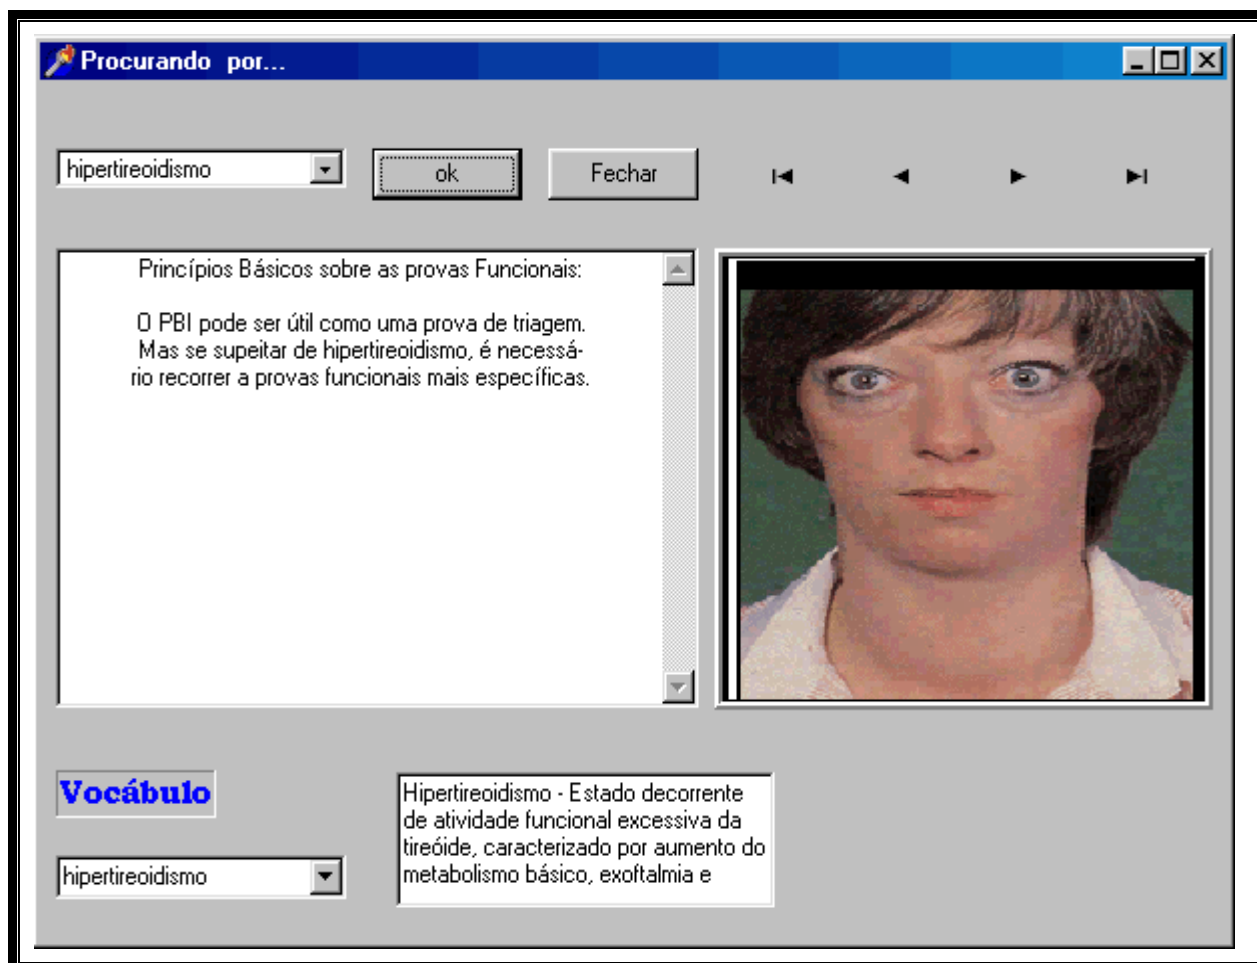 Procurando por...
hipertireoidismo
ok
Fechar
Princípios Básicos sobre as provas Funcionais:
O PBI pode ser útil como uma prova de triagem.
Mas se supeitar de hipertireoidismo, é necessá-
rio recorrer a provas funcionais mais específicas.
Vocábulo
hipertireoidismo
Hipertireoidismo - Estado decorrente
de atividade funcional excessiva da
tireóide, caracterizado por aumento do
metabolismo básico, exoftalmia e